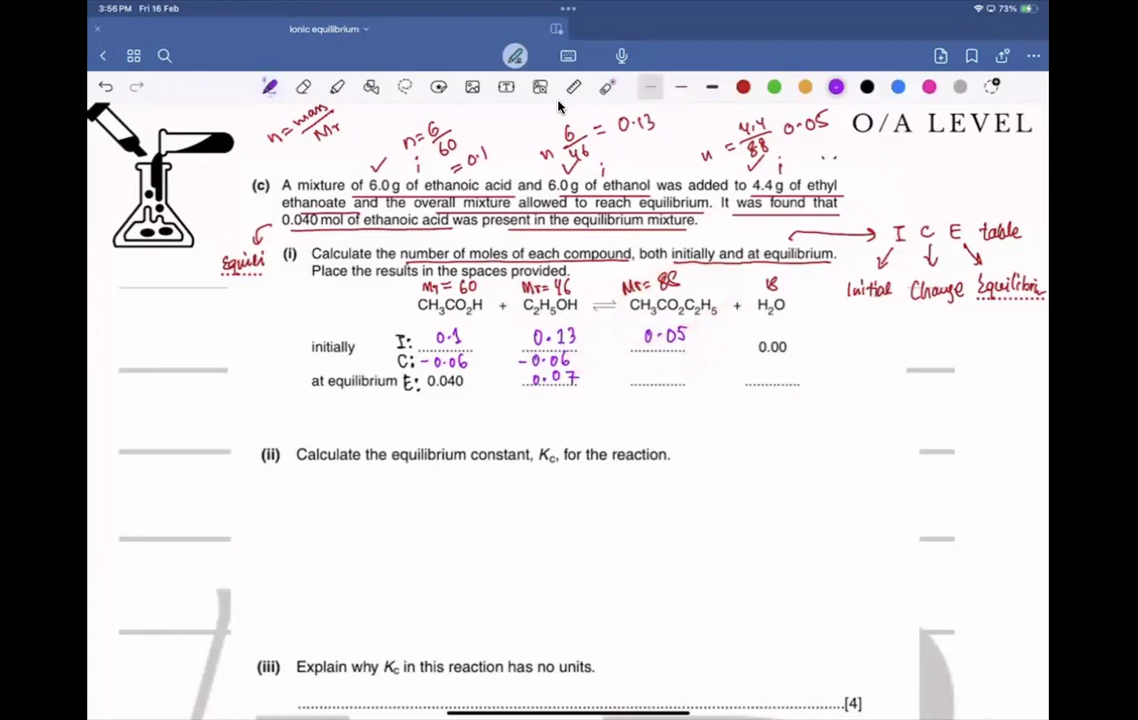 3:56 PM Fri 16 Feb
73%
Ionic equilibrium
n = mass/Mr
n = 6/60 = 0.1
n 6/46 = 0.13
n = 4.4/88 0.05
O/A LEVEL
i i i
(c) A mixture of 6.0 g of ethanoic acid and 6.0 g of ethanol was added to 4.4 g of ethyl
ethanoate and the overall mixture allowed to reach equilibrium. It was found that
0.040 mol of ethanoic acid was present in the equilibrium mixture.
Equili
I C E table
Initial Change Equilibrium
(i) Calculate the number of moles of each compound, both initially and at equilibrium.
Place the results in the spaces provided.
Mr = 60 Mr = 46 Mr = 88 18
CH₃CO₂H + C₂H₅OH ⇌ CH₃CO₂C₂H₅ + H₂O
initially I: 0.1 0.13 0.05 0.00
C: -0.06 -0.06
at equilibrium E: 0.040 0.07
(ii) Calculate the equilibrium constant, Kc, for the reaction.
(iii) Explain why Kc in this reaction has no units.
[4]